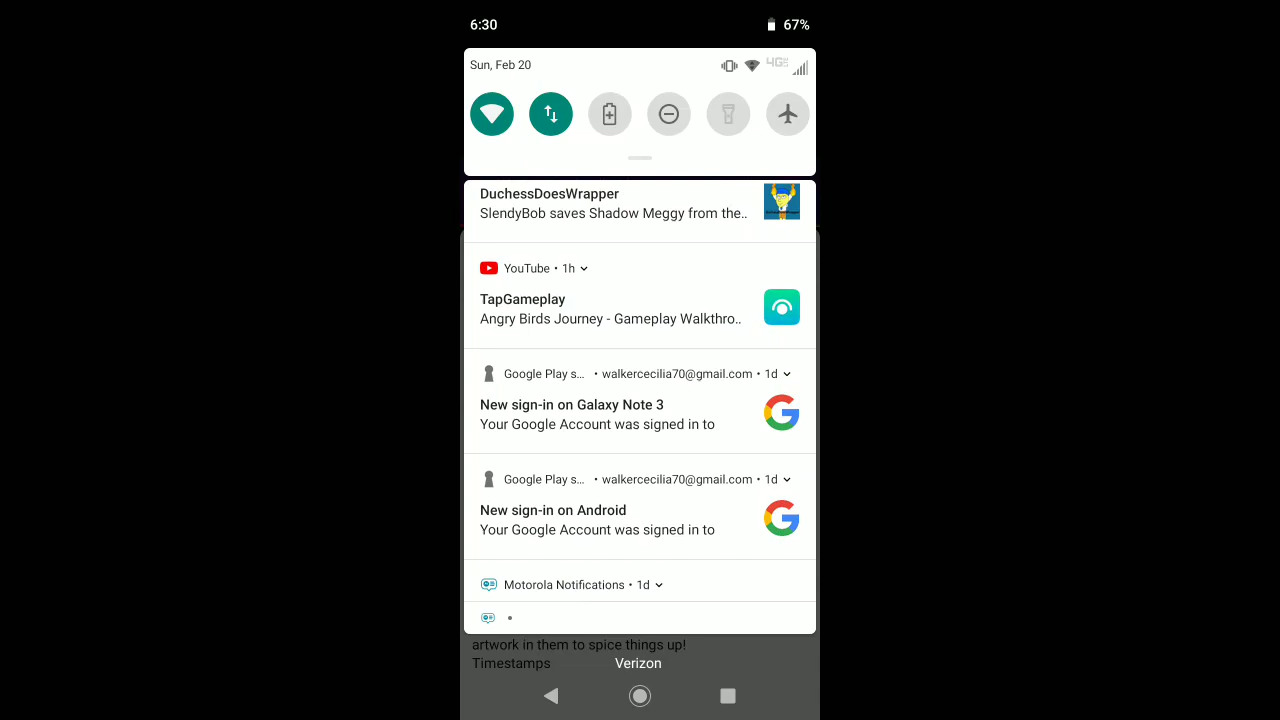 6:30
67%
Sun, Feb 20
4G
DuchessDoesWrapper
SlendyBob saves Shadow Meggy from the..
YouTube • 1h
TapGameplay
Angry Birds Journey - Gameplay Walkthro..
Google Play s... • walkercecilia70@gmail.com • 1d
New sign-in on Galaxy Note 3
Your Google Account was signed in to
Google Play s... • walkercecilia70@gmail.com • 1d
New sign-in on Android
Your Google Account was signed in to
Motorola Notifications • 1d
artwork in them to spice things up!
Timestamps
Verizon